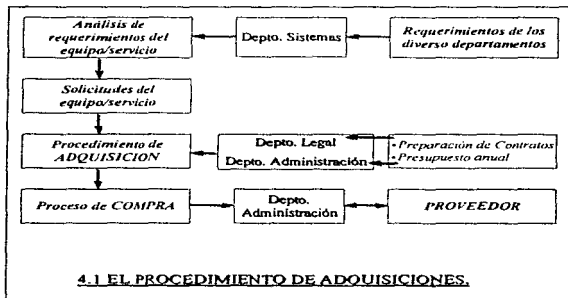 Análisis de
requerimientos del
equipo/servicio
Depto. Sistemas
Requerimientos de los
diverso departamentos
Solicitudes del
equipo/servicio
Procedimiento de
ADQUISICION
Depto. Legal
Depto. Administración
• Preparación de Contratos
• Presupuesto anual
Proceso de COMPRA
Depto.
Administración
PROVEEDOR
4.1 EL PROCEDIMIENTO DE ADQUISICIONES.